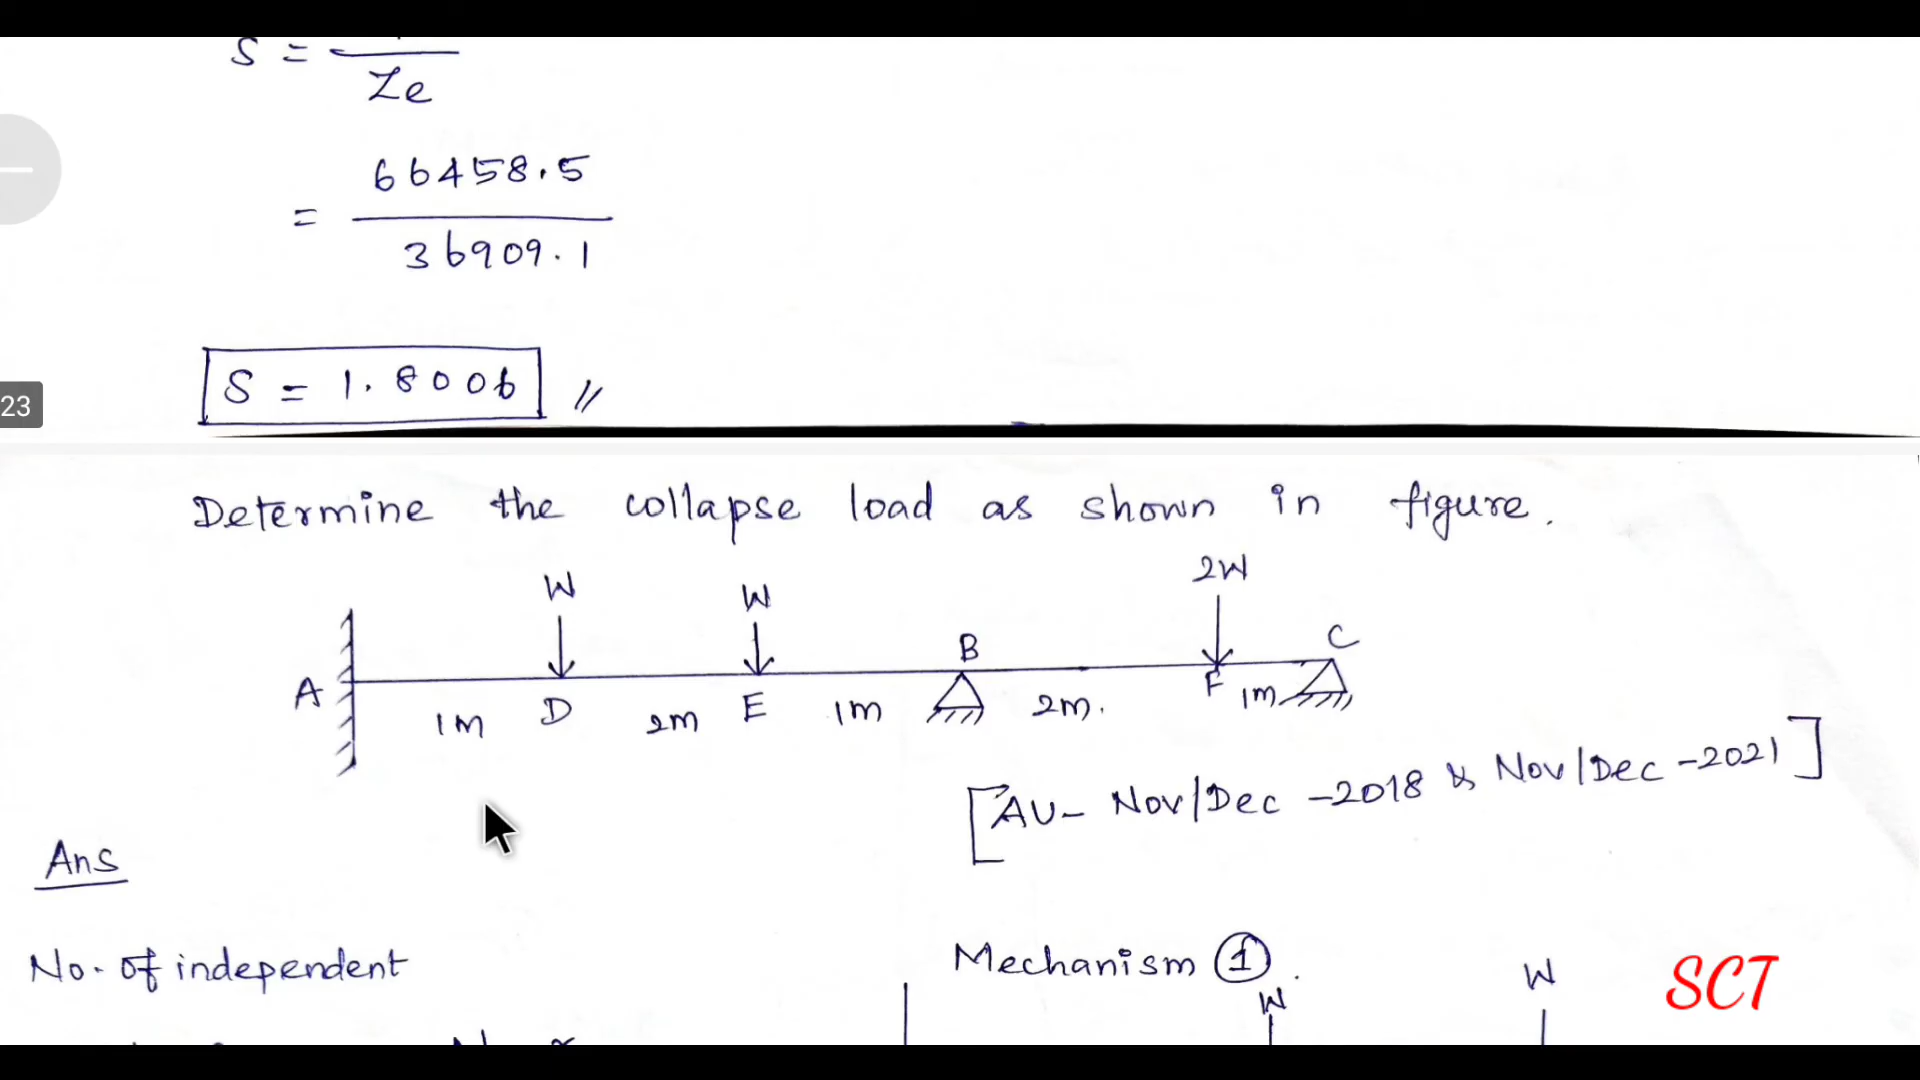 S =
Ze
66458.5
=
36909.1
S = 1.8006 //
23
Determine the collapse load as shown in figure.
W W 2W
A B C
1m D 2m E 1m 2m. F 1m
[AU- Nov/Dec -2018 & Nov/Dec -2021]
Ans
No. of independent
Mechanism ①.
W W
SCT